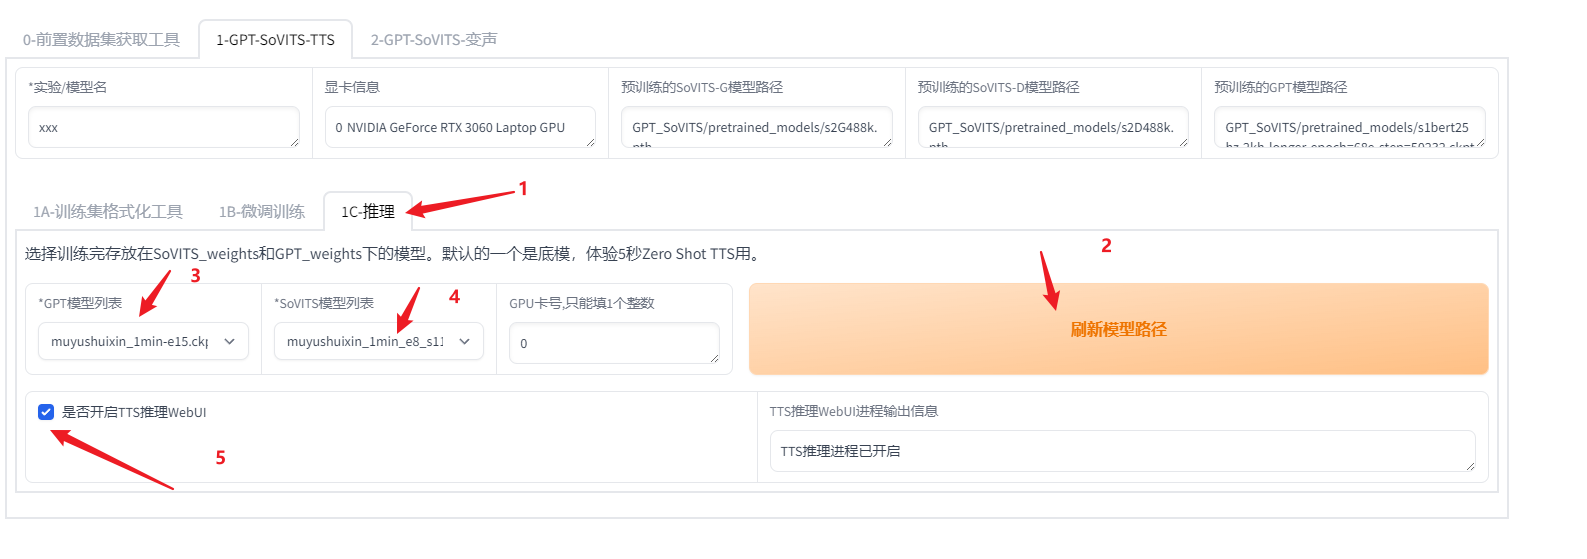 0-前置数据集获取工具
1-GPT-SoVITS-TTS
2-GPT-SoVITS-变声
*实验/模型名
显卡信息
预训练的SoVITS-G模型路径
预训练的SoVITS-D模型路径
预训练的GPT模型路径
xxx
0 NVIDIA GeForce RTX 3060 Laptop GPU
GPT_SoVITS/pretrained_models/s2G488k.
pth
GPT_SoVITS/pretrained_models/s2D488k.
pth
GPT_SoVITS/pretrained_models/s1bert25
hz-2kh-longer-epoch=68e-step=50232.ckpt
1
1A-训练集格式化工具
1B-微调训练
1C-推理
2
选择训练完存放在SoVITS_weights和GPT_weights下的模型。默认的一个是底模，体验5秒Zero Shot TTS用。
3
4
*GPT模型列表
*SoVITS模型列表
GPU卡号,只能填1个整数
muyushuixin_1min-e15.ckp
muyushuixin_1min_e8_s11
0
刷新模型路径
是否开启TTS推理WebUI
TTS推理WebUI进程输出信息
TTS推理进程已开启
5